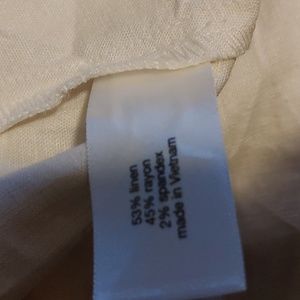 53% linen
45% rayon
2% spandex
made in Vietnam